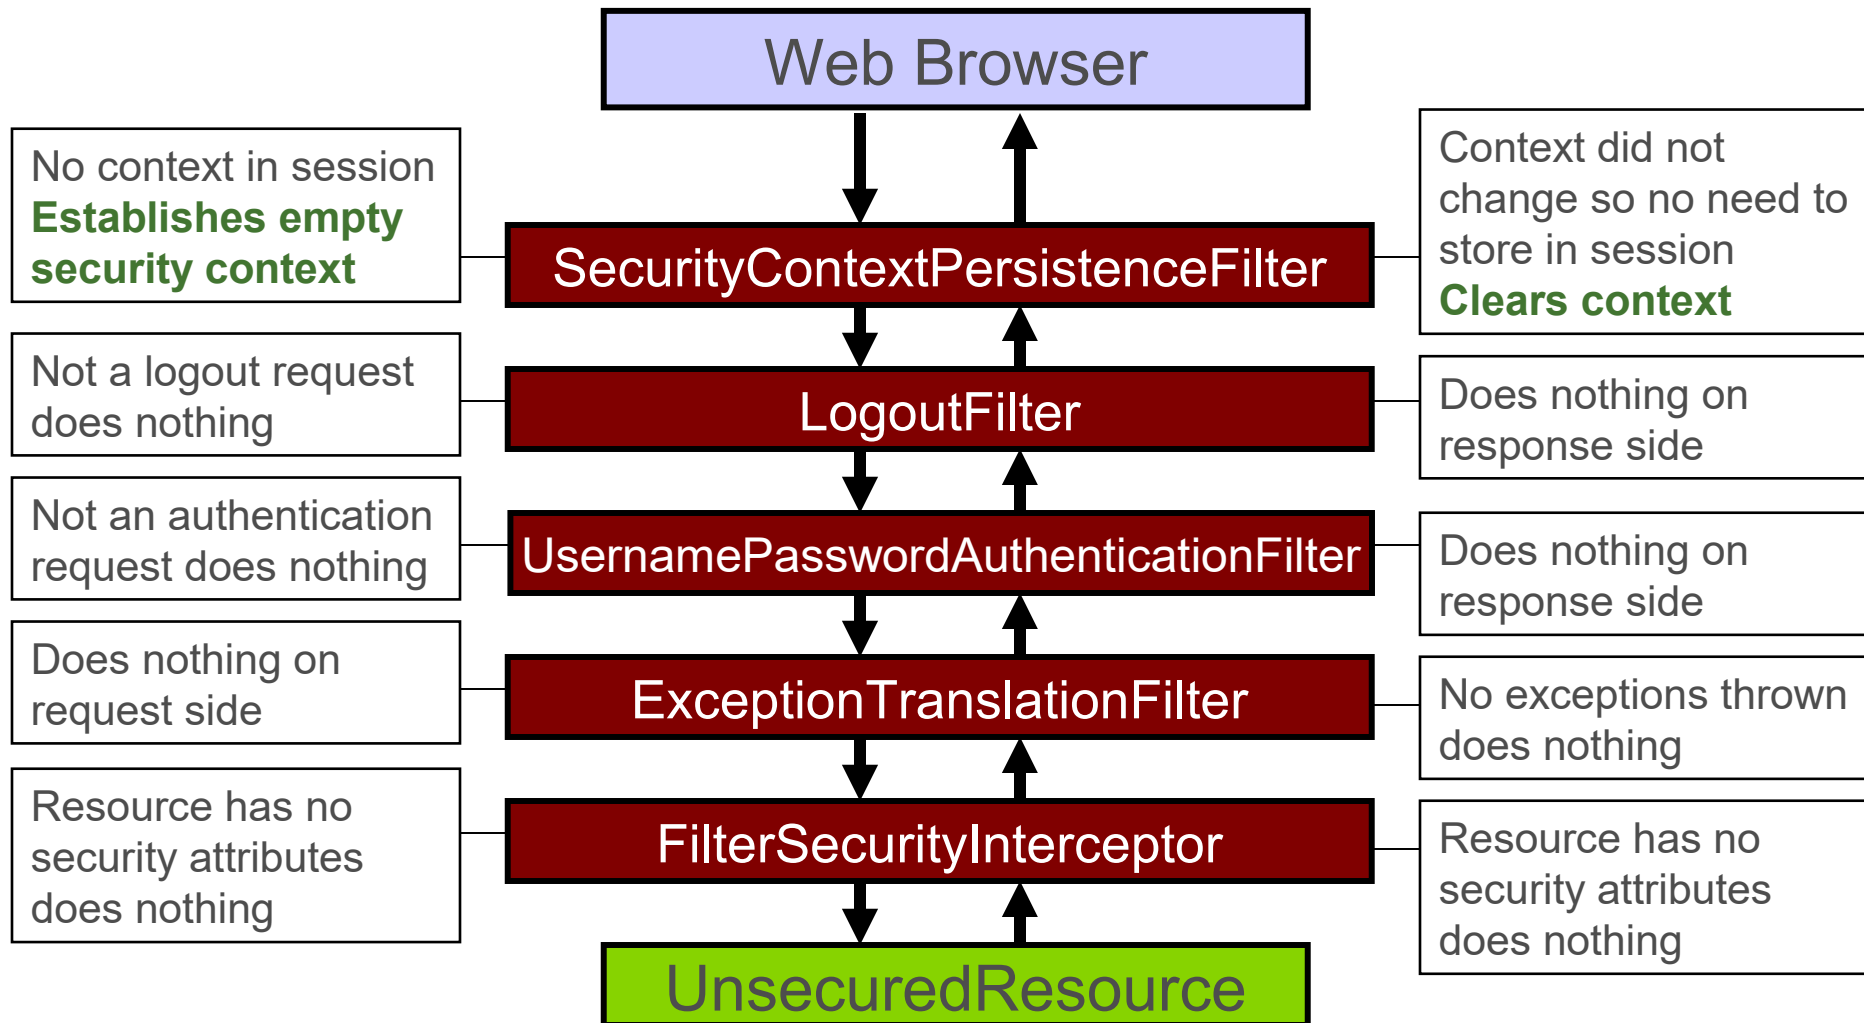 Web Browser
No context in session
Establishes empty
security context
SecurityContextPersistenceFilter
Context did not
change so no need to
store in session
Clears context
Not a logout request
does nothing
LogoutFilter
Does nothing on
response side
Not an authentication
request does nothing
UsernamePasswordAuthenticationFilter
Does nothing on
response side
Does nothing on
request side
ExceptionTranslationFilter
No exceptions thrown
does nothing
Resource has no
security attributes
does nothing
FilterSecurityInterceptor
Resource has no
security attributes
does nothing
UnsecuredResource